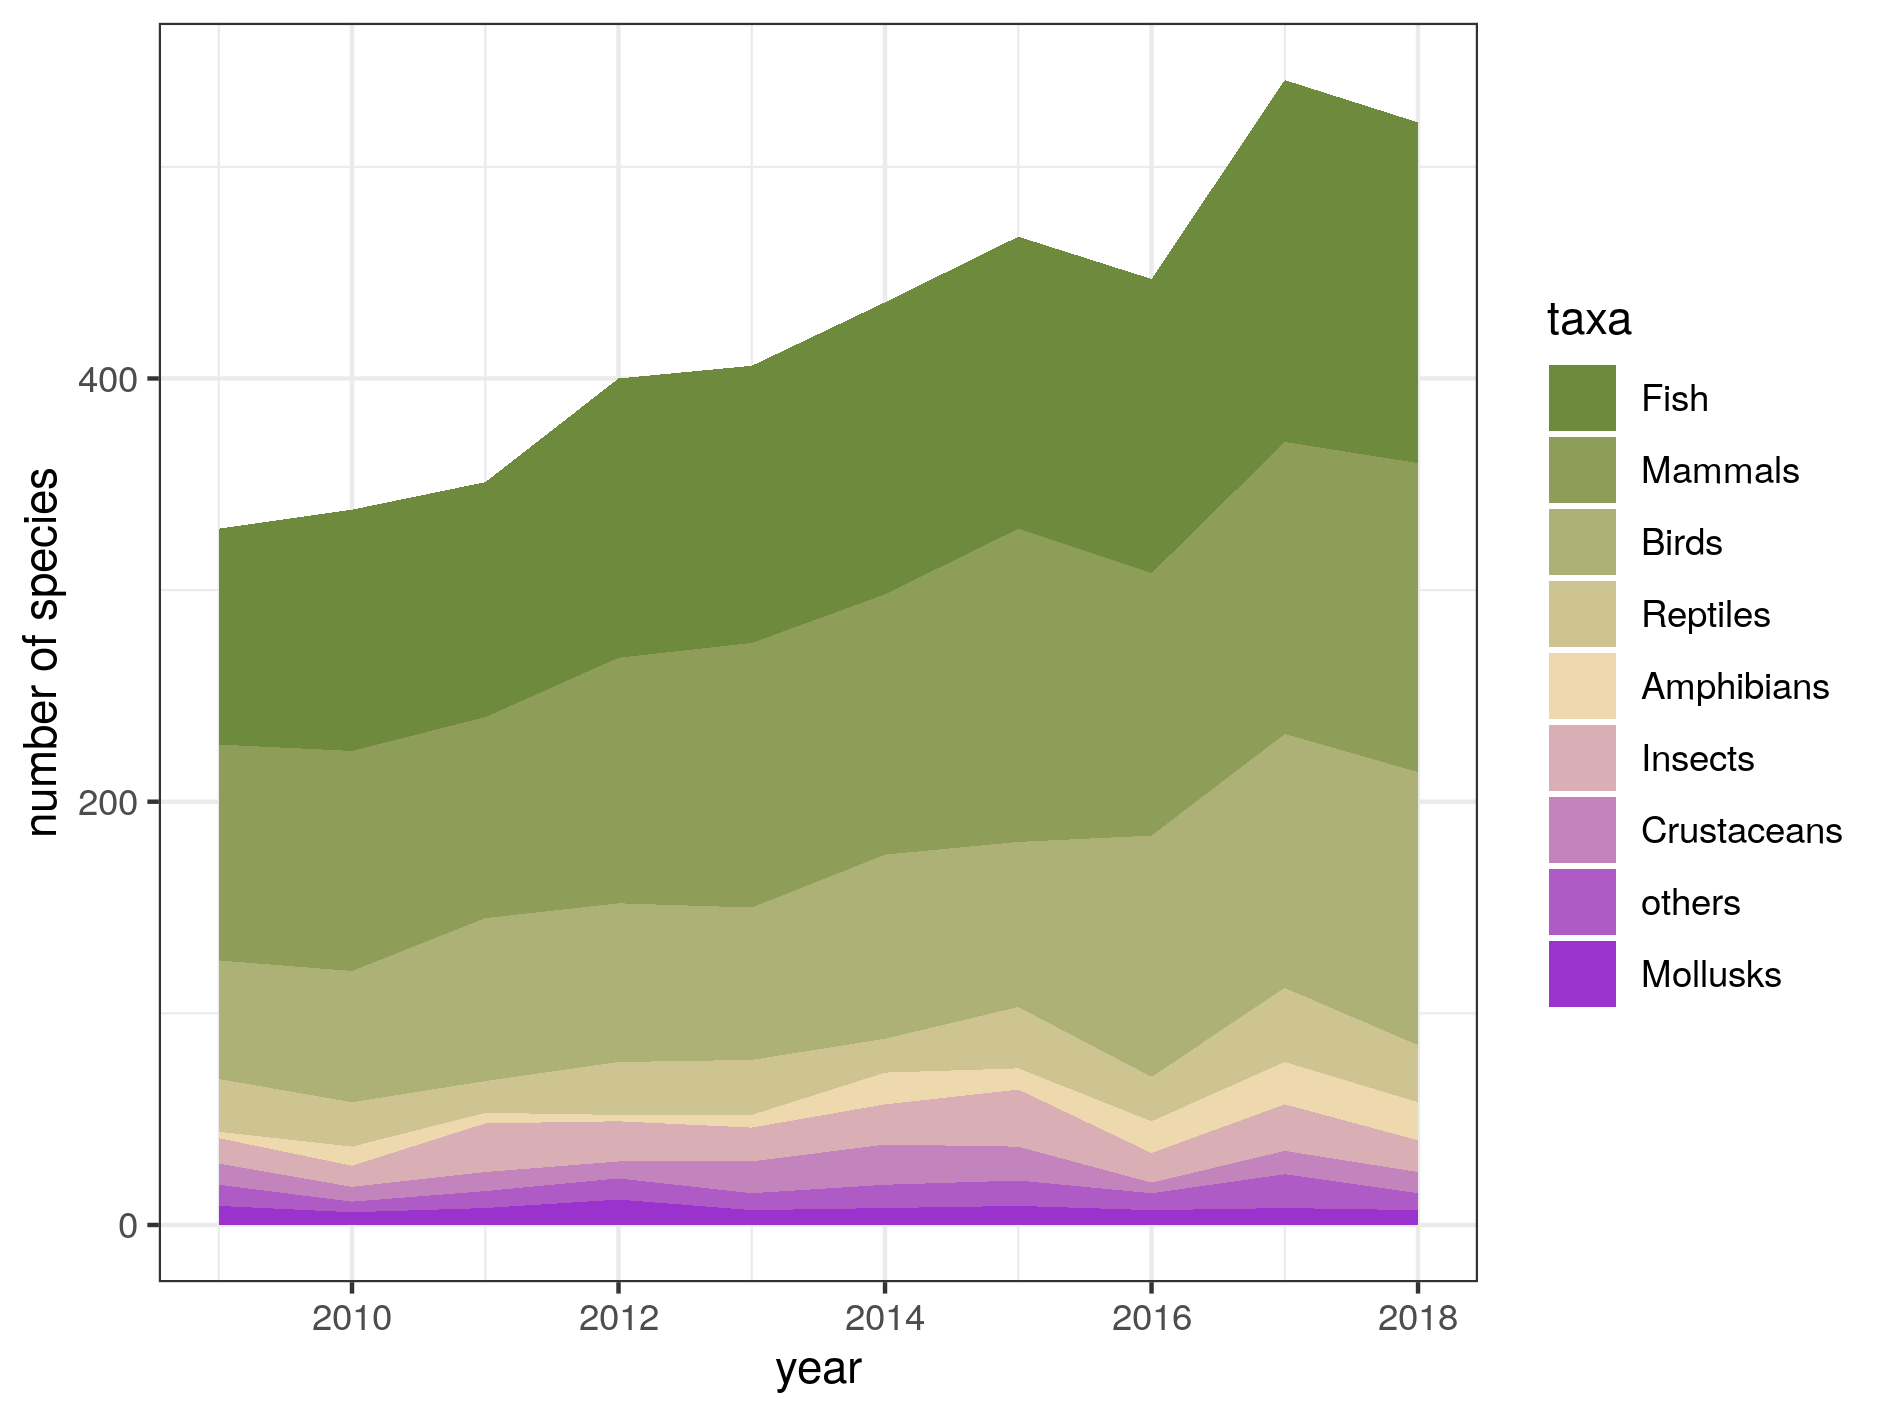 number of species
400
200
0
2010 2012 2014 2016 2018
year
taxa
Fish
Mammals
Birds
Reptiles
Amphibians
Insects
Crustaceans
others
Mollusks